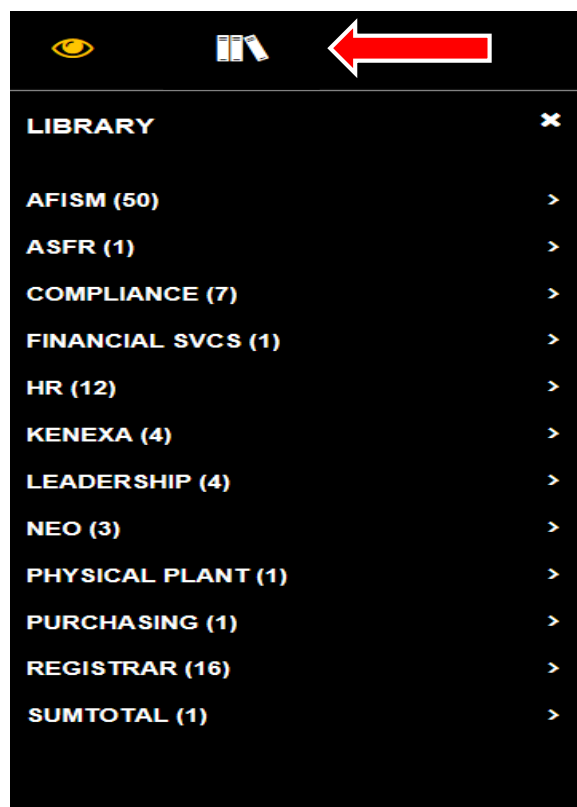 LIBRARY
AFISM (50)
ASFR (1)
COMPLIANCE (7)
FINANCIAL SVCS (1)
HR (12)
KENEXA (4)
LEADERSHIP (4)
NEO (3)
PHYSICAL PLANT (1)
PURCHASING (1)
REGISTRAR (16)
SUMTOTAL (1)